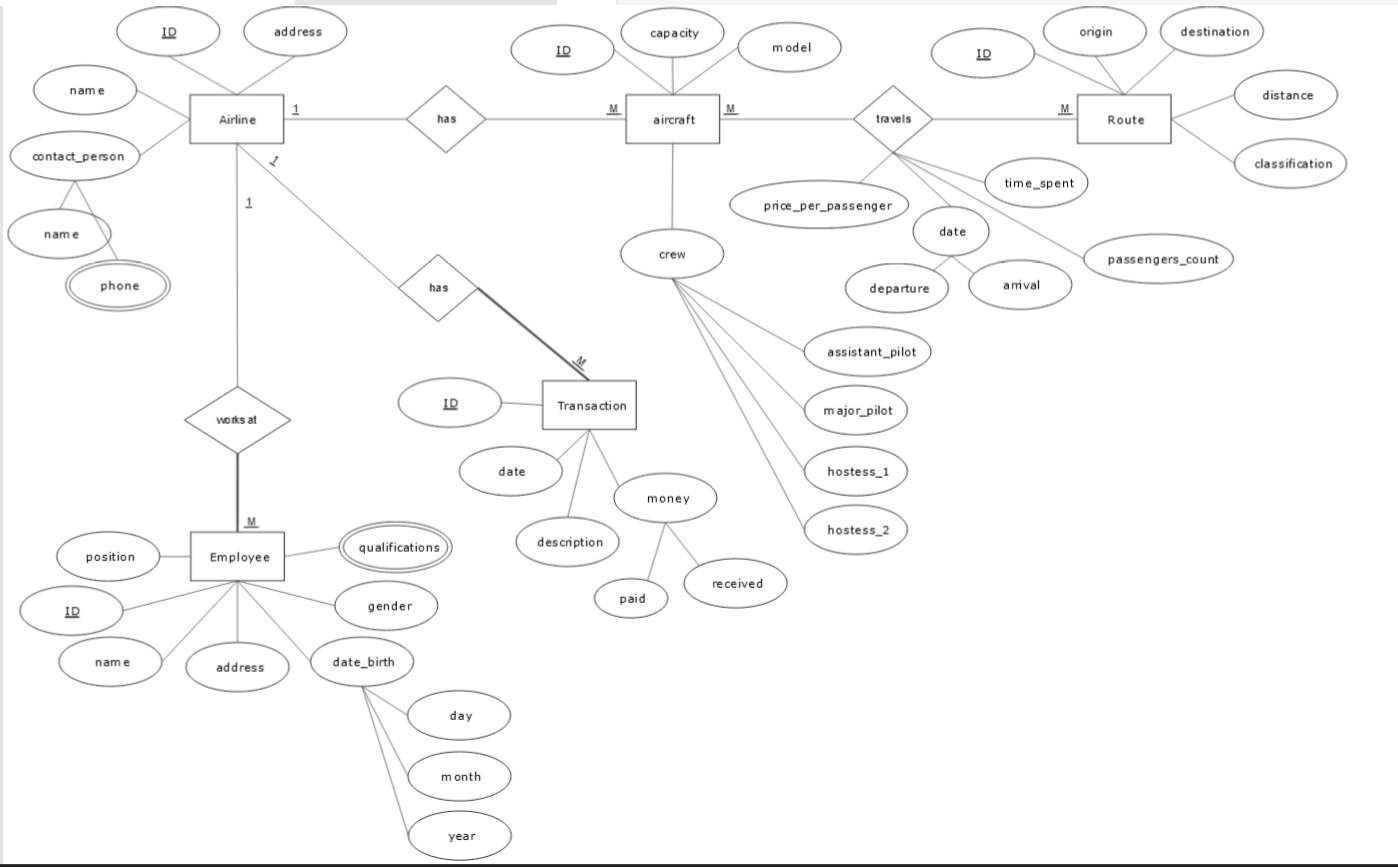 ID
address
name
contact_person
name
phone
Airline
1
has
M
ID
capacity
model
aircraft
M
travels
M
ID
origin
destination
Route
distance
classification
price_per_passenger
time_spent
date
departure
arrival
passengers_count
crew
assistant_pilot
major_pilot
hostess_1
hostess_2
1
has
M
Transaction
ID
date
description
money
paid
received
1
works at
M
Employee
position
qualifications
ID
name
address
date_birth
gender
day
month
year